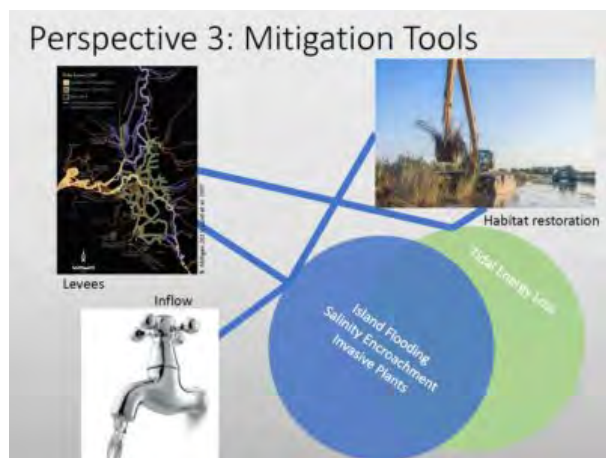 Perspective 3: Mitigation Tools
Levees
Habitat restoration
Inflow
Tidal Energy Loss
Island Flooding
Salinity Encroachment
Invasive Plants